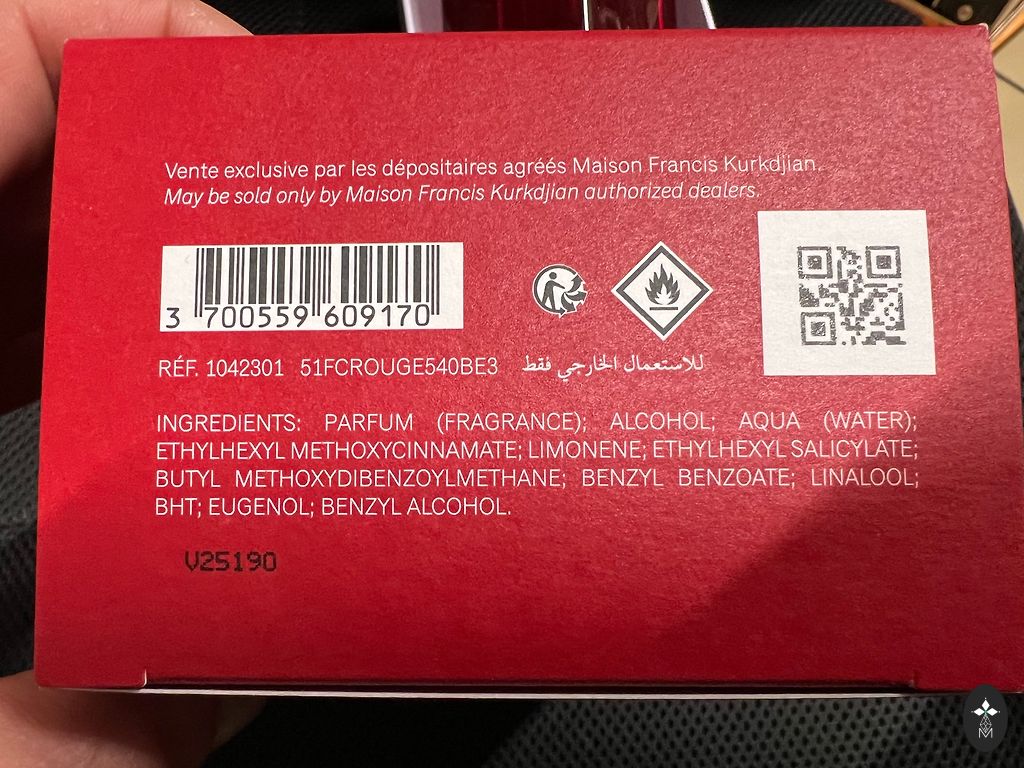 Vente exclusive par les dépositaires agréés Maison Francis Kurkdjian.
May be sold only by Maison Francis Kurkdjian authorized dealers.
3 700559 609170
RÉF. 1042301 51FCROUGE540BE3 للاستعمال الخارجي فقط
INGREDIENTS: PARFUM (FRAGRANCE); ALCOHOL; AQUA (WATER);
ETHYLHEXYL METHOXYCINNAMATE; LIMONENE; ETHYLHEXYL SALICYLATE;
BUTYL METHOXYDIBENZOYLMETHANE; BENZYL BENZOATE; LINALOOL;
BHT; EUGENOL; BENZYL ALCOHOL.
V25190
M